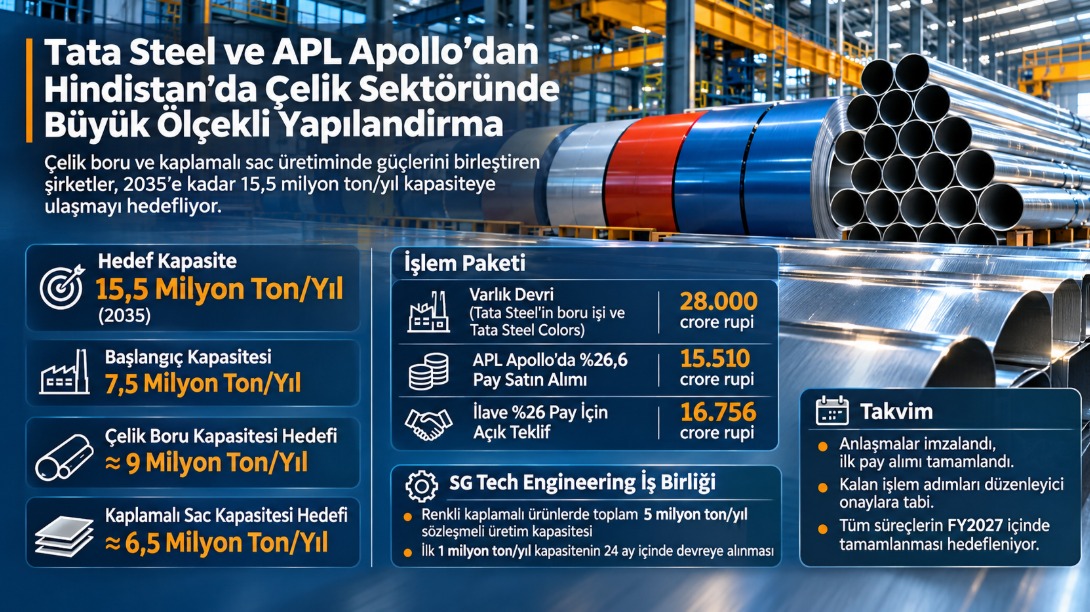 Tata Steel ve APL Apollo'dan
Hindistan'da Çelik Sektöründe
Büyük Ölçekli Yapılandırma
Çelik boru ve kaplamalı sac üretiminde güçlerini birleştiren
şirketler, 2035'e kadar 15,5 milyon ton/yıl kapasiteye
ulaşmayı hedefliyor.
Hedef Kapasite
15,5 Milyon Ton/Yıl
(2035)
Başlangıç Kapasitesi
7,5 Milyon Ton/Yıl
Çelik Boru Kapasitesi Hedefi
≈ 9 Milyon Ton/Yıl
Kaplamalı Sac Kapasitesi Hedefi
≈ 6,5 Milyon Ton/Yıl
İşlem Paketi
Varlık Devri
(Tata Steel'in boru işi ve
Tata Steel Colors)
28.000
crore rupi
APL Apollo'da %26,6
Pay Satın Alımı
15.510
crore rupi
İlave %26 Pay İçin
Açık Teklif
16.756
crore rupi
SG Tech Engineering İş Birliği
• Renkli kaplamalı ürünlerde toplam 5 milyon ton/yıl
sözleşmeli üretim kapasitesi
• İlk 1 milyon ton/yıl kapasitenin 24 ay içinde devreye alınması
Takvim
• Anlaşmalar imzalandı,
ilk pay alımı tamamlandı.
• Kalan işlem adımları düzenleyici
onaylara tabi.
• Tüm süreçlerin FY2027 içinde
tamamlanması hedefleniyor.